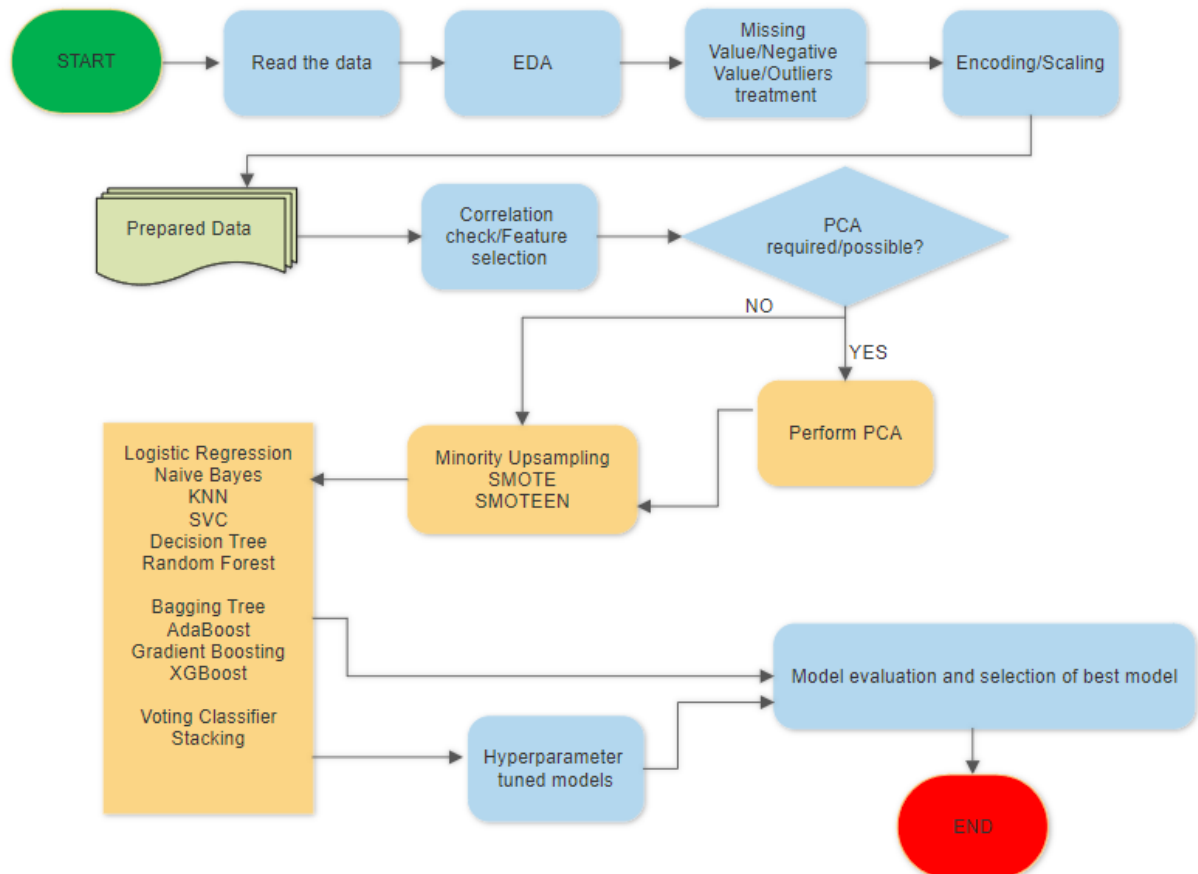 START
Read the data
EDA
Missing
Value/Negative
Value/Outliers
treatment
Encoding/Scaling
Prepared Data
Correlation
check/Feature
selection
PCA
required/possible?
NO
YES
Perform PCA
Minority Upsampling
SMOTE
SMOTEEN
Logistic Regression
Naive Bayes
KNN
SVC
Decision Tree
Random Forest
Bagging Tree
AdaBoost
Gradient Boosting
XGBoost
Voting Classifier
Stacking
Hyperparameter
tuned models
Model evaluation and selection of best model
END